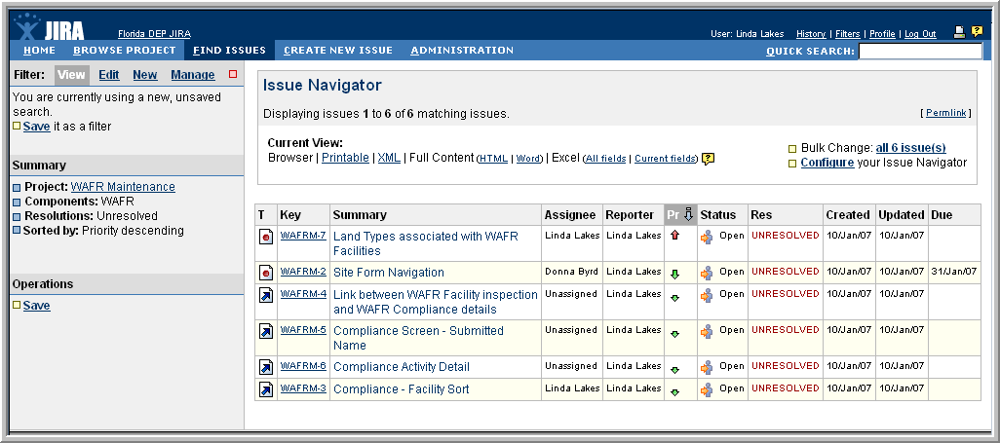 JIRA
Florida DEP JIRA
User: Linda Lakes History | Filters | Profile | Log Out
HOME BROWSE PROJECT FIND ISSUES CREATE NEW ISSUE ADMINISTRATION QUICK SEARCH:
Filter: View Edit New Manage
You are currently using a new, unsaved
search.
Save it as a filter
Summary
Project: WAFR Maintenance
Components: WAFR
Resolutions: Unresolved
Sorted by: Priority descending
Operations
Save
Issue Navigator
Displaying issues 1 to 6 of 6 matching issues.
[ Permlink ]
Current View:
Browser | Printable | XML | Full Content (HTML | Word) | Excel (All fields | Current fields) ?
Bulk Change: all 6 issue(s)
Configure your Issue Navigator
T Key Summary Assignee Reporter Pr Status Res Created Updated Due
WAFRM-7 Land Types associated with WAFR Linda Lakes Linda Lakes Open UNRESOLVED 10/Jan/07 10/Jan/07
Facilities
WAFRM-2 Site Form Navigation Donna Byrd Linda Lakes Open UNRESOLVED 10/Jan/07 10/Jan/07 31/Jan/07
WAFRM-4 Link between WAFR Facility inspection Unassigned Linda Lakes Open UNRESOLVED 10/Jan/07 10/Jan/07
and WAFR Compliance details
WAFRM-5 Compliance Screen - Submitted Unassigned Linda Lakes Open UNRESOLVED 10/Jan/07 10/Jan/07
Name
WAFRM-6 Compliance Activity Detail Unassigned Linda Lakes Open UNRESOLVED 10/Jan/07 10/Jan/07
WAFRM-3 Compliance - Facility Sort Linda Lakes Linda Lakes Open UNRESOLVED 10/Jan/07 10/Jan/07